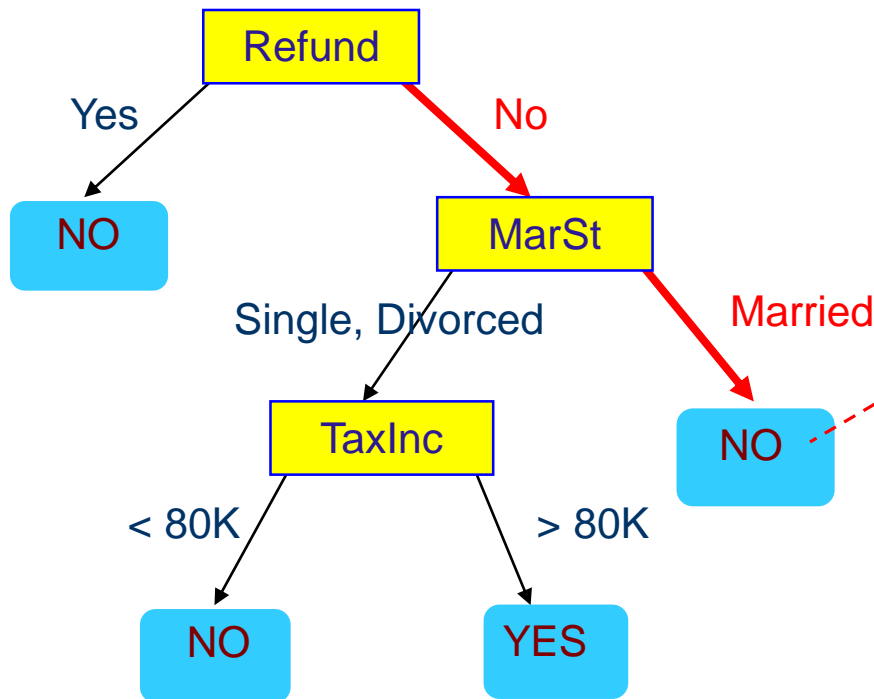 Refund
Yes
No
NO
MarSt
Single, Divorced
Married
TaxInc
NO
< 80K
> 80K
NO
YES